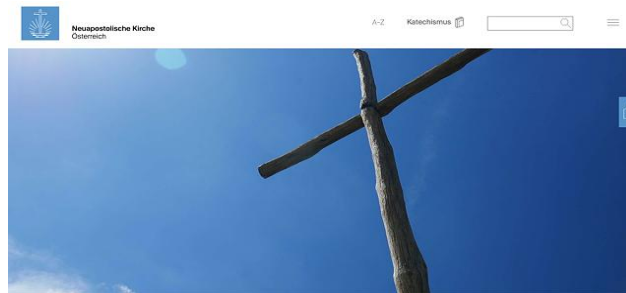 Neuapostolische Kirche
Österreich
A–Z
Katechismus